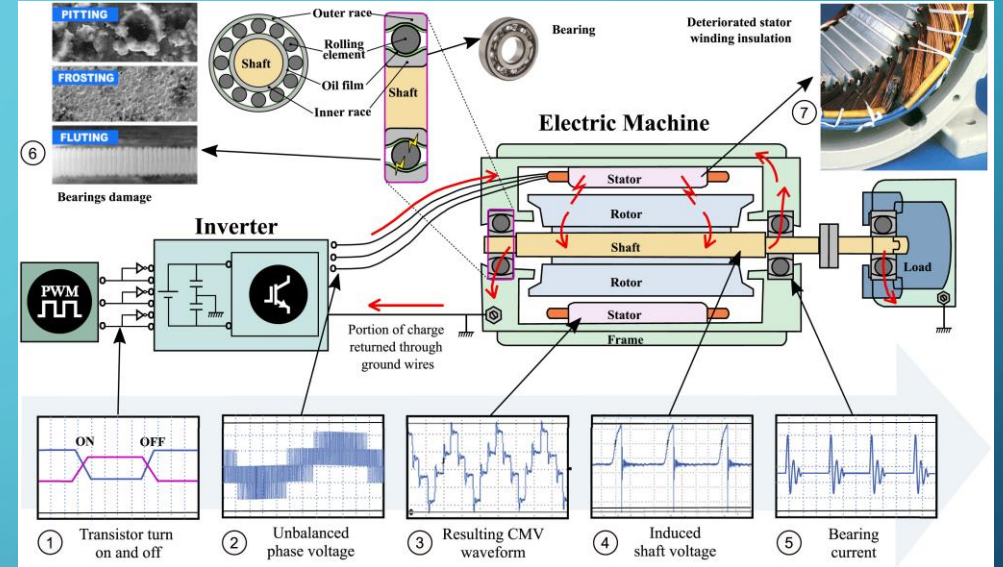 PITTING
FROSTING
FLUTING
6
Bearings damage
Outer race
Rolling
element
Shaft
Oil film
Inner race
Shaft
Bearing
Deteriorated stator
winding insulation
7
Electric Machine
Stator
Rotor
Shaft
Rotor
Stator
Frame
Load
Inverter
PWM
Portion of charge
returned through
ground wires
ON
OFF
1
Transistor turn
on and off
2
Unbalanced
phase voltage
3
Resulting CMV
waveform
4
Induced
shaft voltage
5
Bearing
current